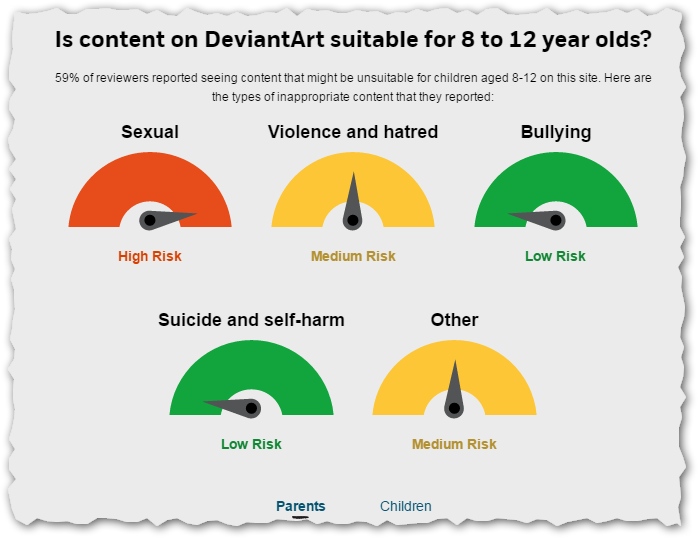 Is content on DeviantArt suitable for 8 to 12 year olds?
59% of reviewers reported seeing content that might be unsuitable for children aged 8-12 on this site. Here are
the types of inappropriate content that they reported:
Sexual
Violence and hatred
Bullying
High Risk
Medium Risk
Low Risk
Suicide and self-harm
Other
Low Risk
Medium Risk
Parents
Children